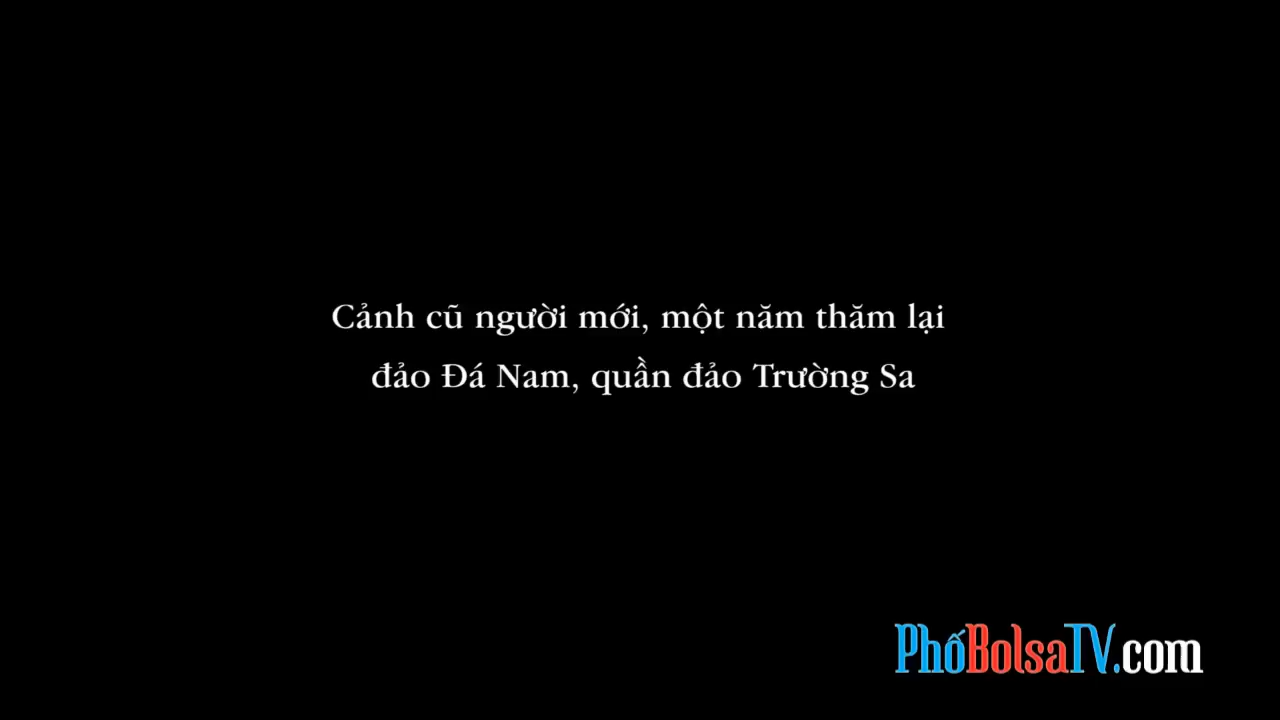 Cảnh cũ người mới, một năm thăm lại
đảo Đá Nam, quần đảo Trường Sa
PhốBolsaTV.com